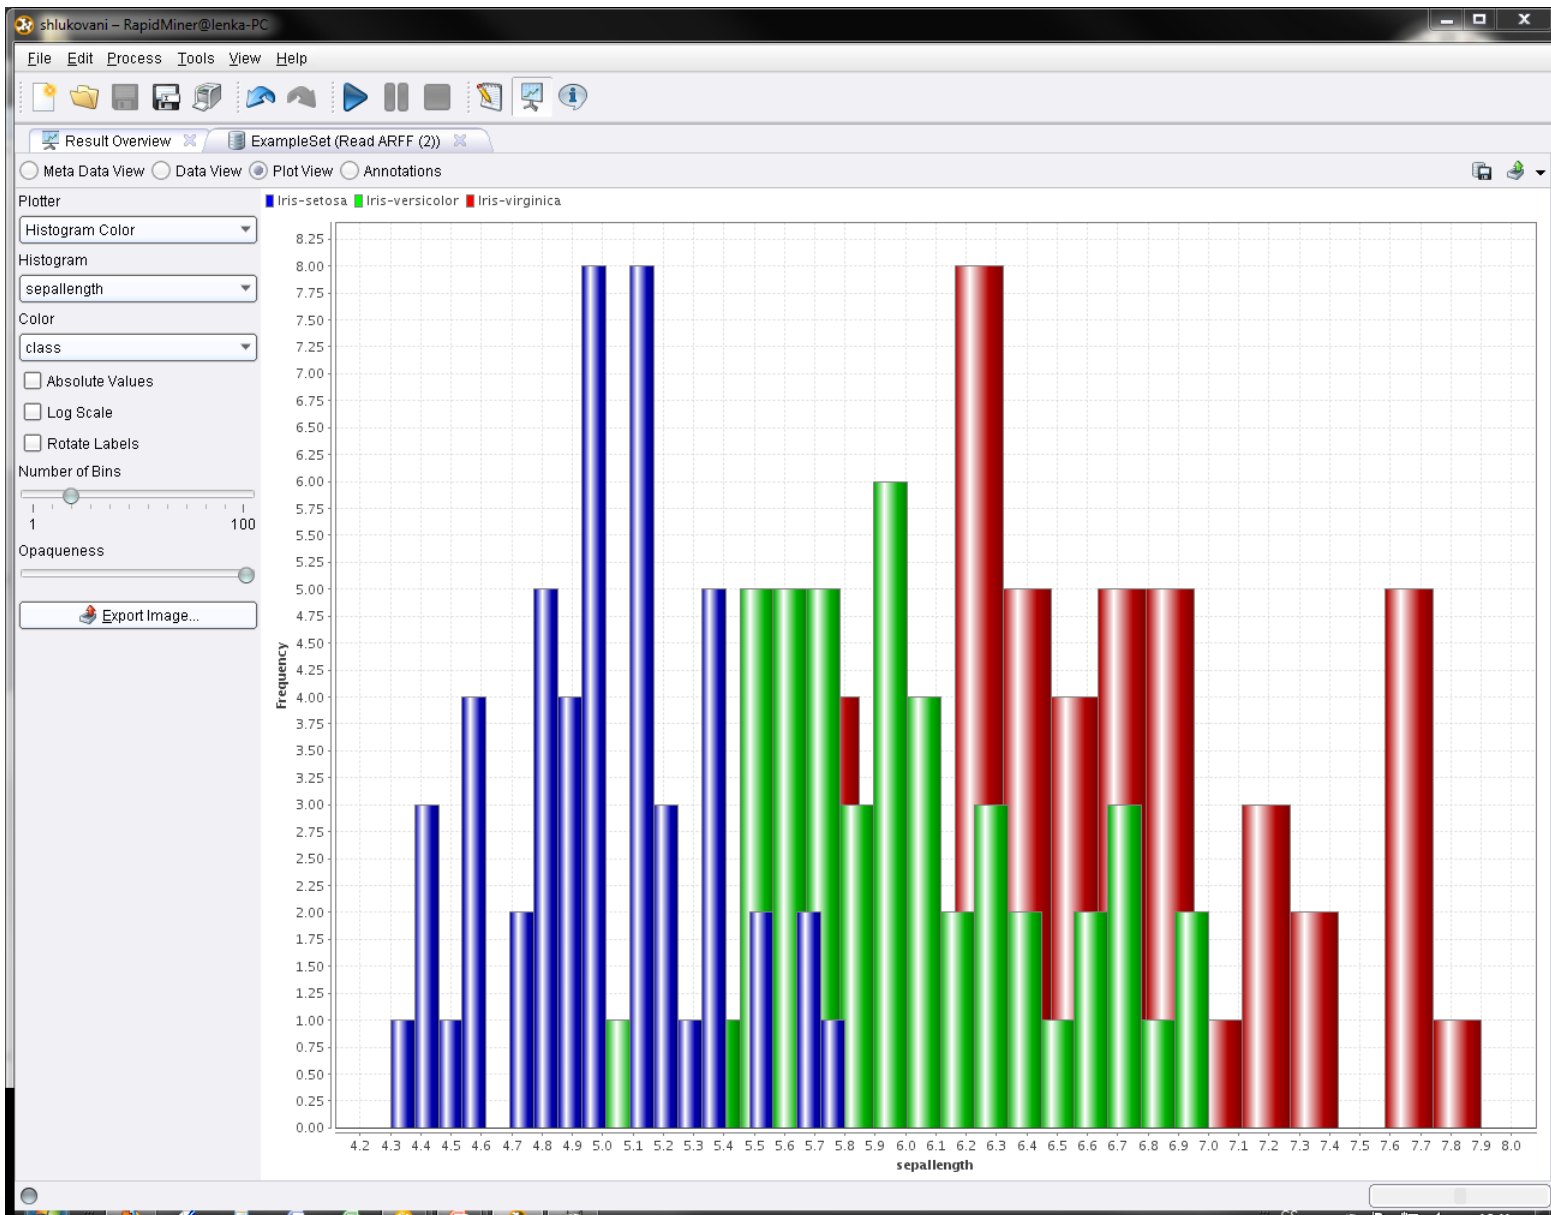 shlukovani – RapidMiner@lenka-PC
File Edit Process Tools View Help
Result Overview ExampleSet (Read ARFF (2))
Meta Data View Data View Plot View Annotations
Plotter
Histogram Color
Histogram
sepallength
Color
class
Absolute Values
Log Scale
Rotate Labels
Number of Bins
1 100
Opaqueness
Export Image...
Iris-setosa Iris-versicolor Iris-virginica
8.25
8.00
7.75
7.50
7.25
7.00
6.75
6.50
6.25
6.00
5.75
5.50
5.25
5.00
4.75
4.50
4.25
4.00
3.75
3.50
3.25
3.00
2.75
2.50
2.25
2.00
1.75
1.50
1.25
1.00
0.75
0.50
0.25
0.00
Frequency
4.2 4.3 4.4 4.5 4.6 4.7 4.8 4.9 5.0 5.1 5.2 5.3 5.4 5.5 5.6 5.7 5.8 5.9 6.0 6.1 6.2 6.3 6.4 6.5 6.6 6.7 6.8 6.9 7.0 7.1 7.2 7.3 7.4 7.5 7.6 7.7 7.8 7.9 8.0
sepallength